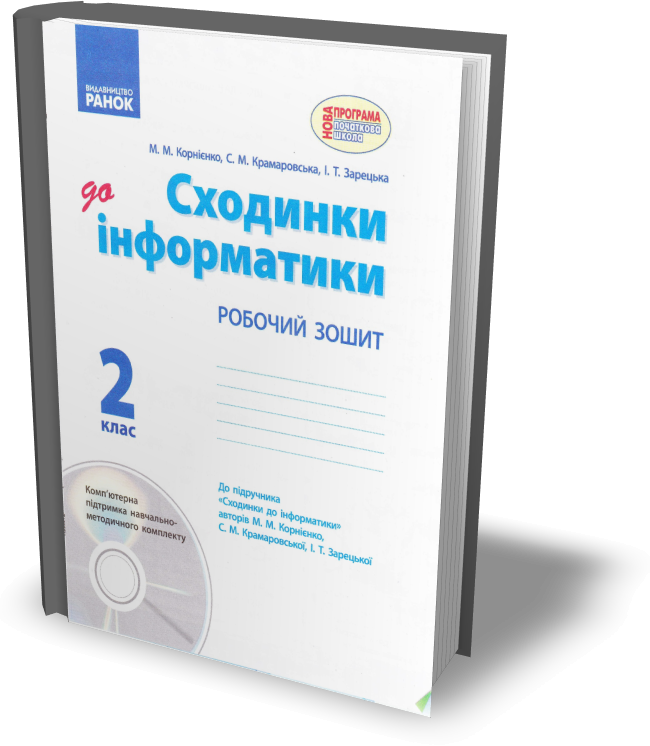 ВИДАВНИЦТВО
РАНОК
НОВА
ПРОГРАМА
початкова
школа
М. М. Корнієнко, С. М. Крамаровська, І. Т. Зарецька
Сходинки
до
інформатики
РОБОЧИЙ ЗОШИТ
2
клас
Комп'ютерна
підтримка навчально-
методичного комплекту
До підручника
«Сходинки до інформатики»
авторів М. М. Корнієнко,
С. М. Крамаровської, І. Т. Зарецької